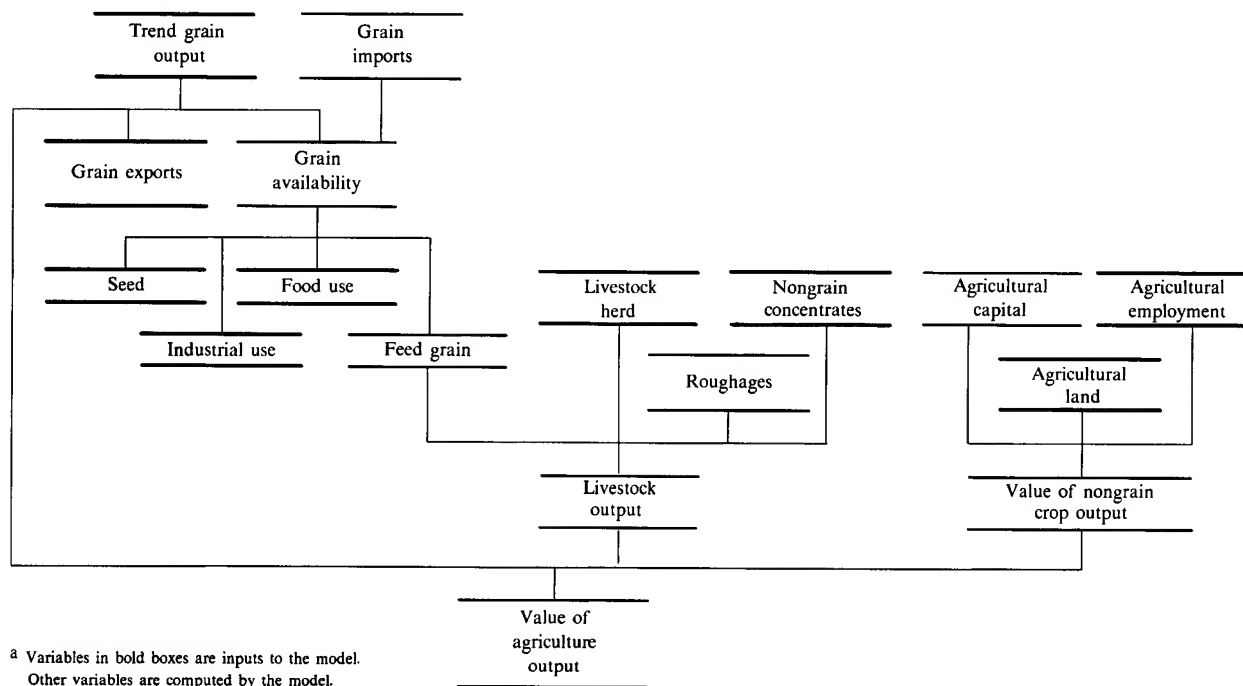 Trend grain
output
Grain
imports
Grain exports
Grain
availability
Seed
Food use
Industrial use
Feed grain
Livestock
herd
Nongrain
concentrates
Agricultural
capital
Agricultural
employment
Roughages
Agricultural
land
Livestock
output
Value of nongrain
crop output
Value of
agriculture
output
a Variables in bold boxes are inputs to the model.
Other variables are computed by the model.